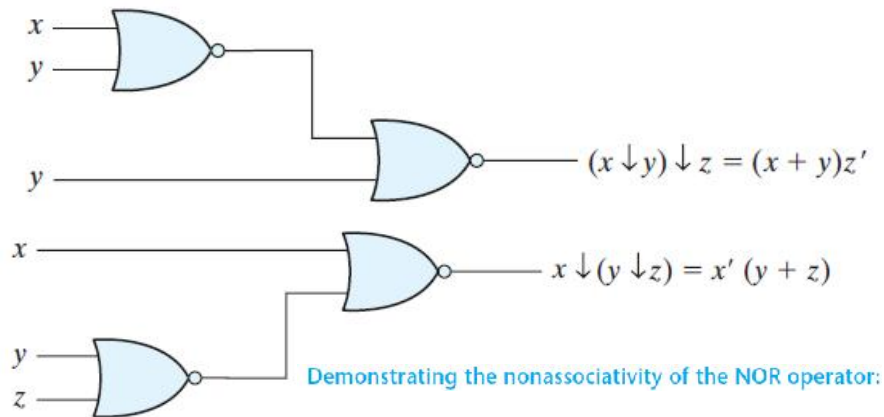 x
y
y
(x ↓ y) ↓ z = (x + y)z′
x
x ↓ (y ↓ z) = x′ (y + z)
y
z
Demonstrating the nonassociativity of the NOR operator: